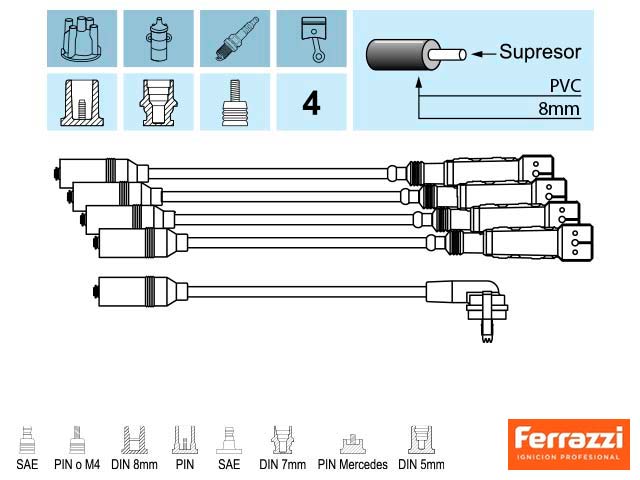 Supresor
PVC
8mm
4
SAE PIN o M4 DIN 8mm PIN SAE DIN 7mm PIN Mercedes DIN 5mm
Ferrazzi
IGNICION PROFESIONAL